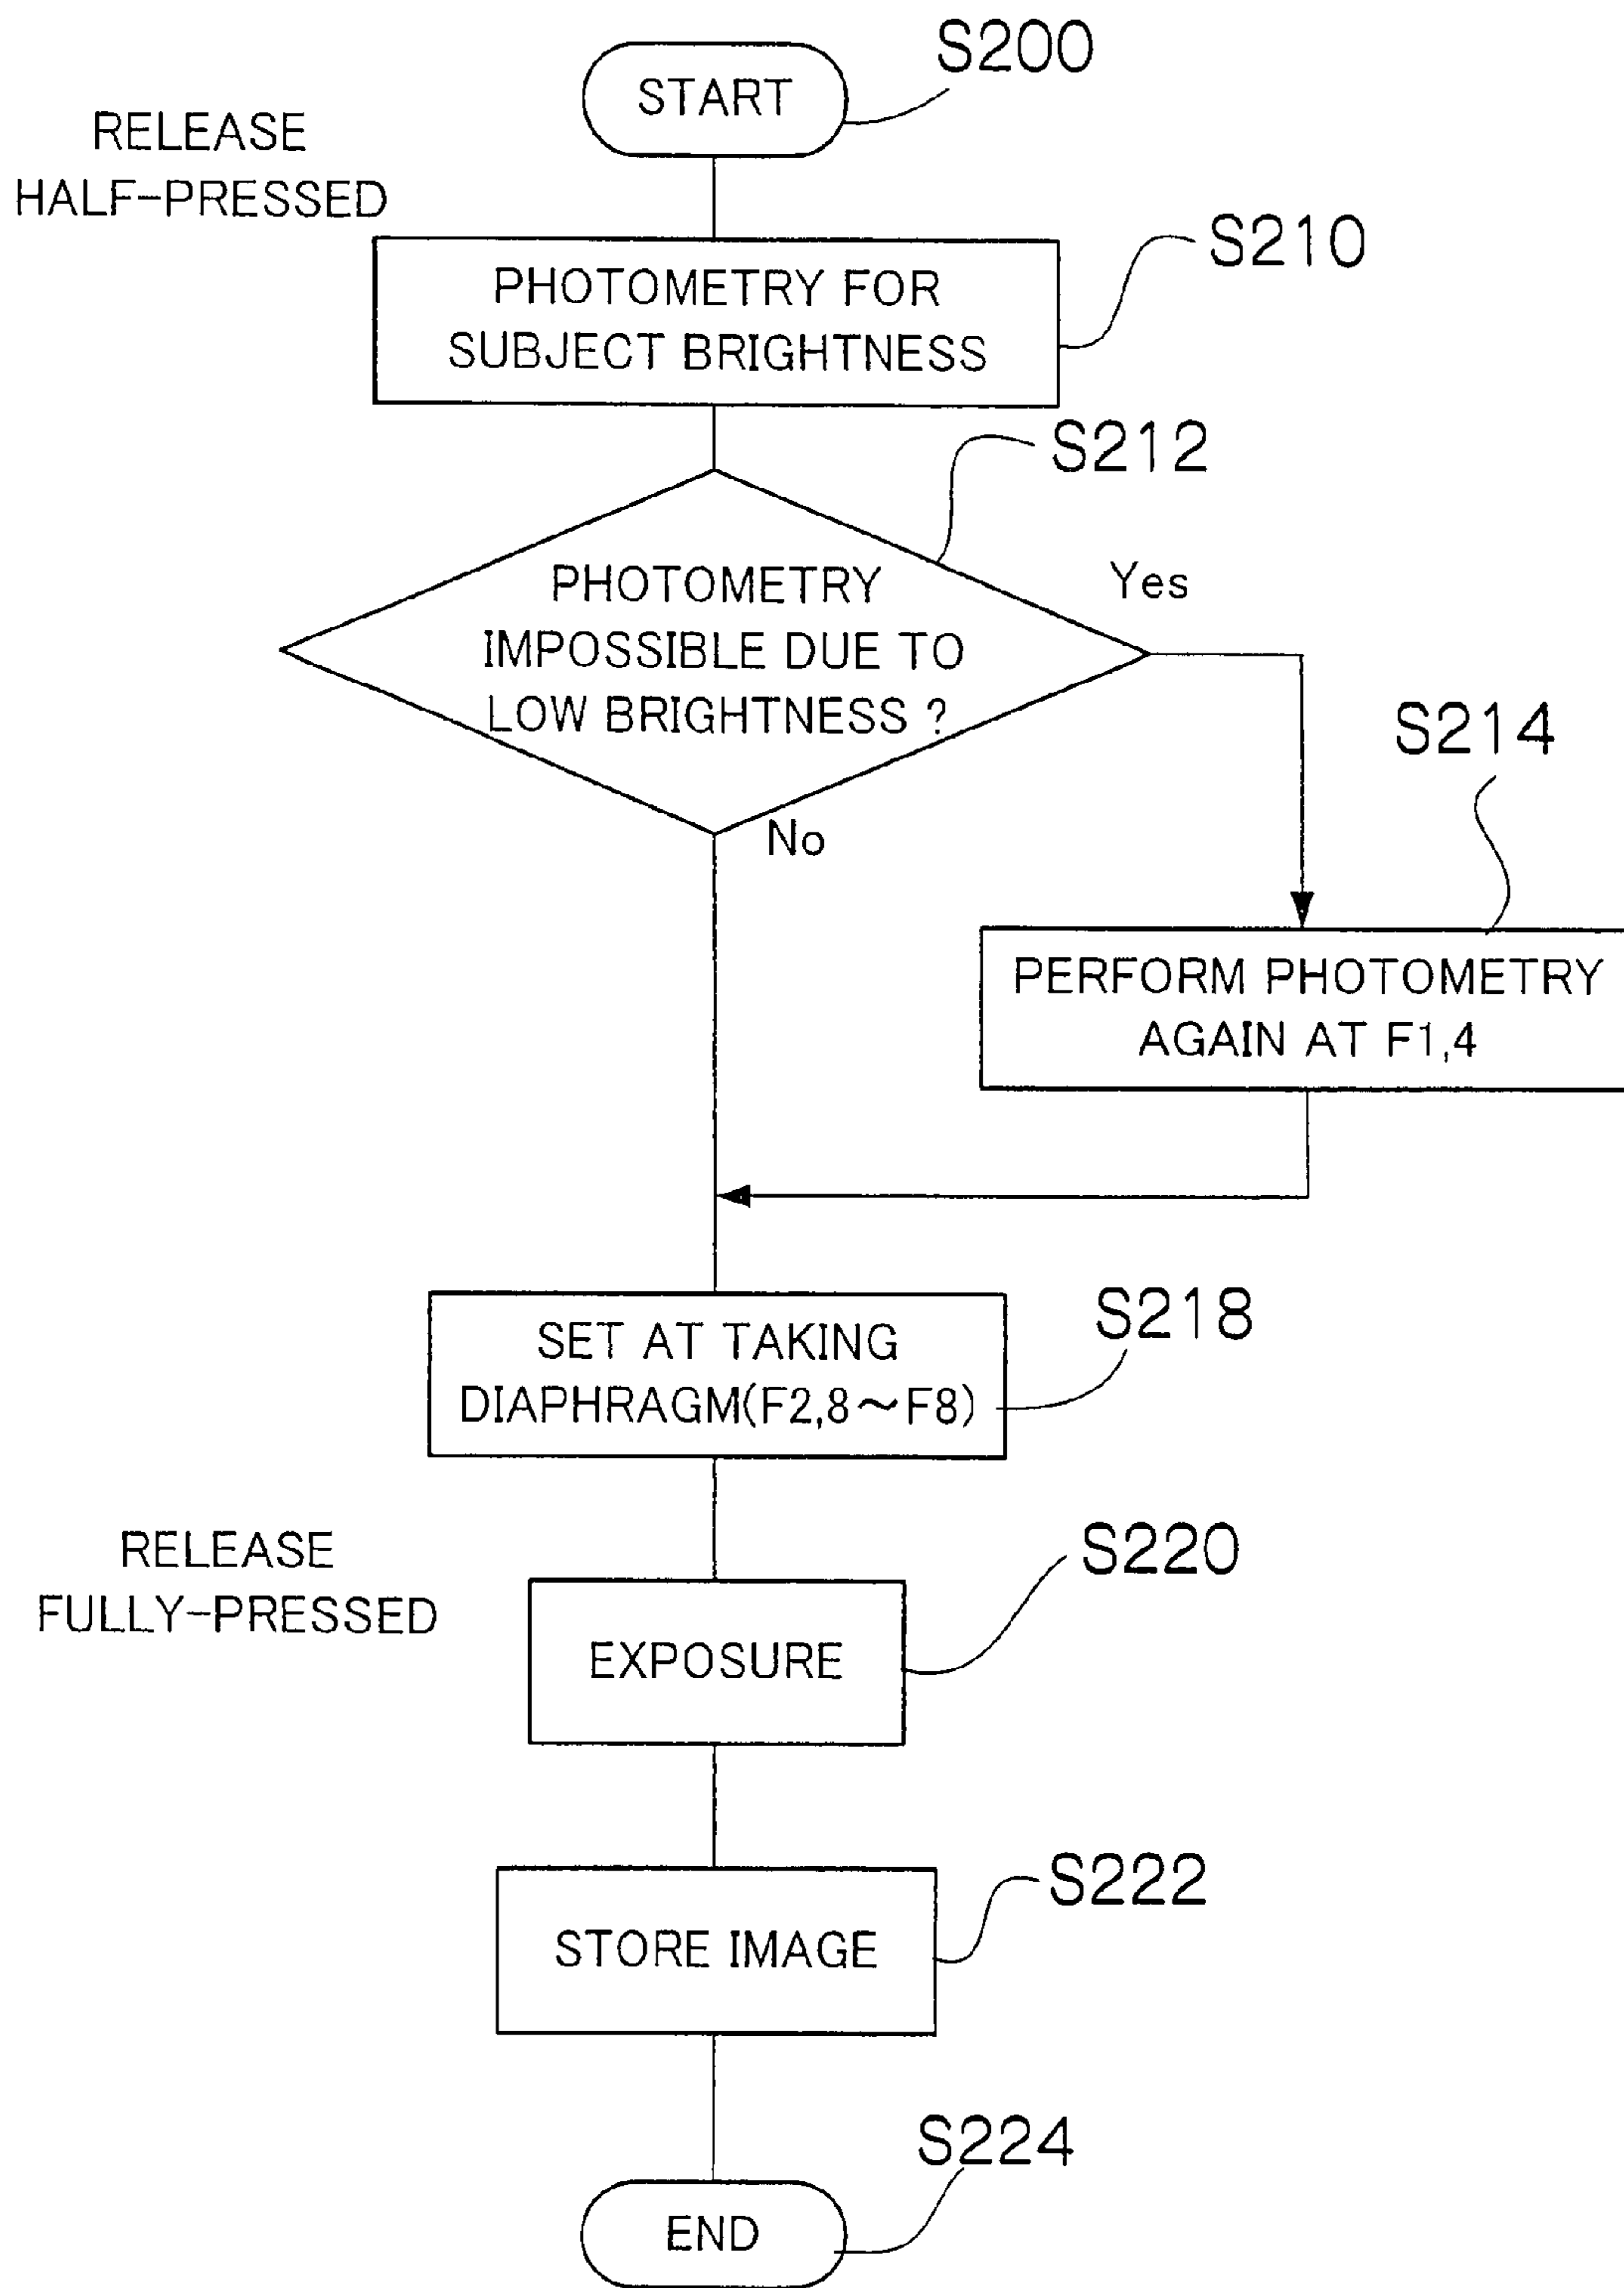 START
S200
RELEASE
HALF-PRESSED
PHOTOMETRY FOR
SUBJECT BRIGHTNESS
S210
S212
PHOTOMETRY
IMPOSSIBLE DUE TO
LOW BRIGHTNESS ?
Yes
No
S214
PERFORM PHOTOMETRY
AGAIN AT F1,4
SET AT TAKING
DIAPHRAGM(F2,8～F8)
S218
RELEASE
FULLY-PRESSED
S220
EXPOSURE
S222
STORE IMAGE
S224
END